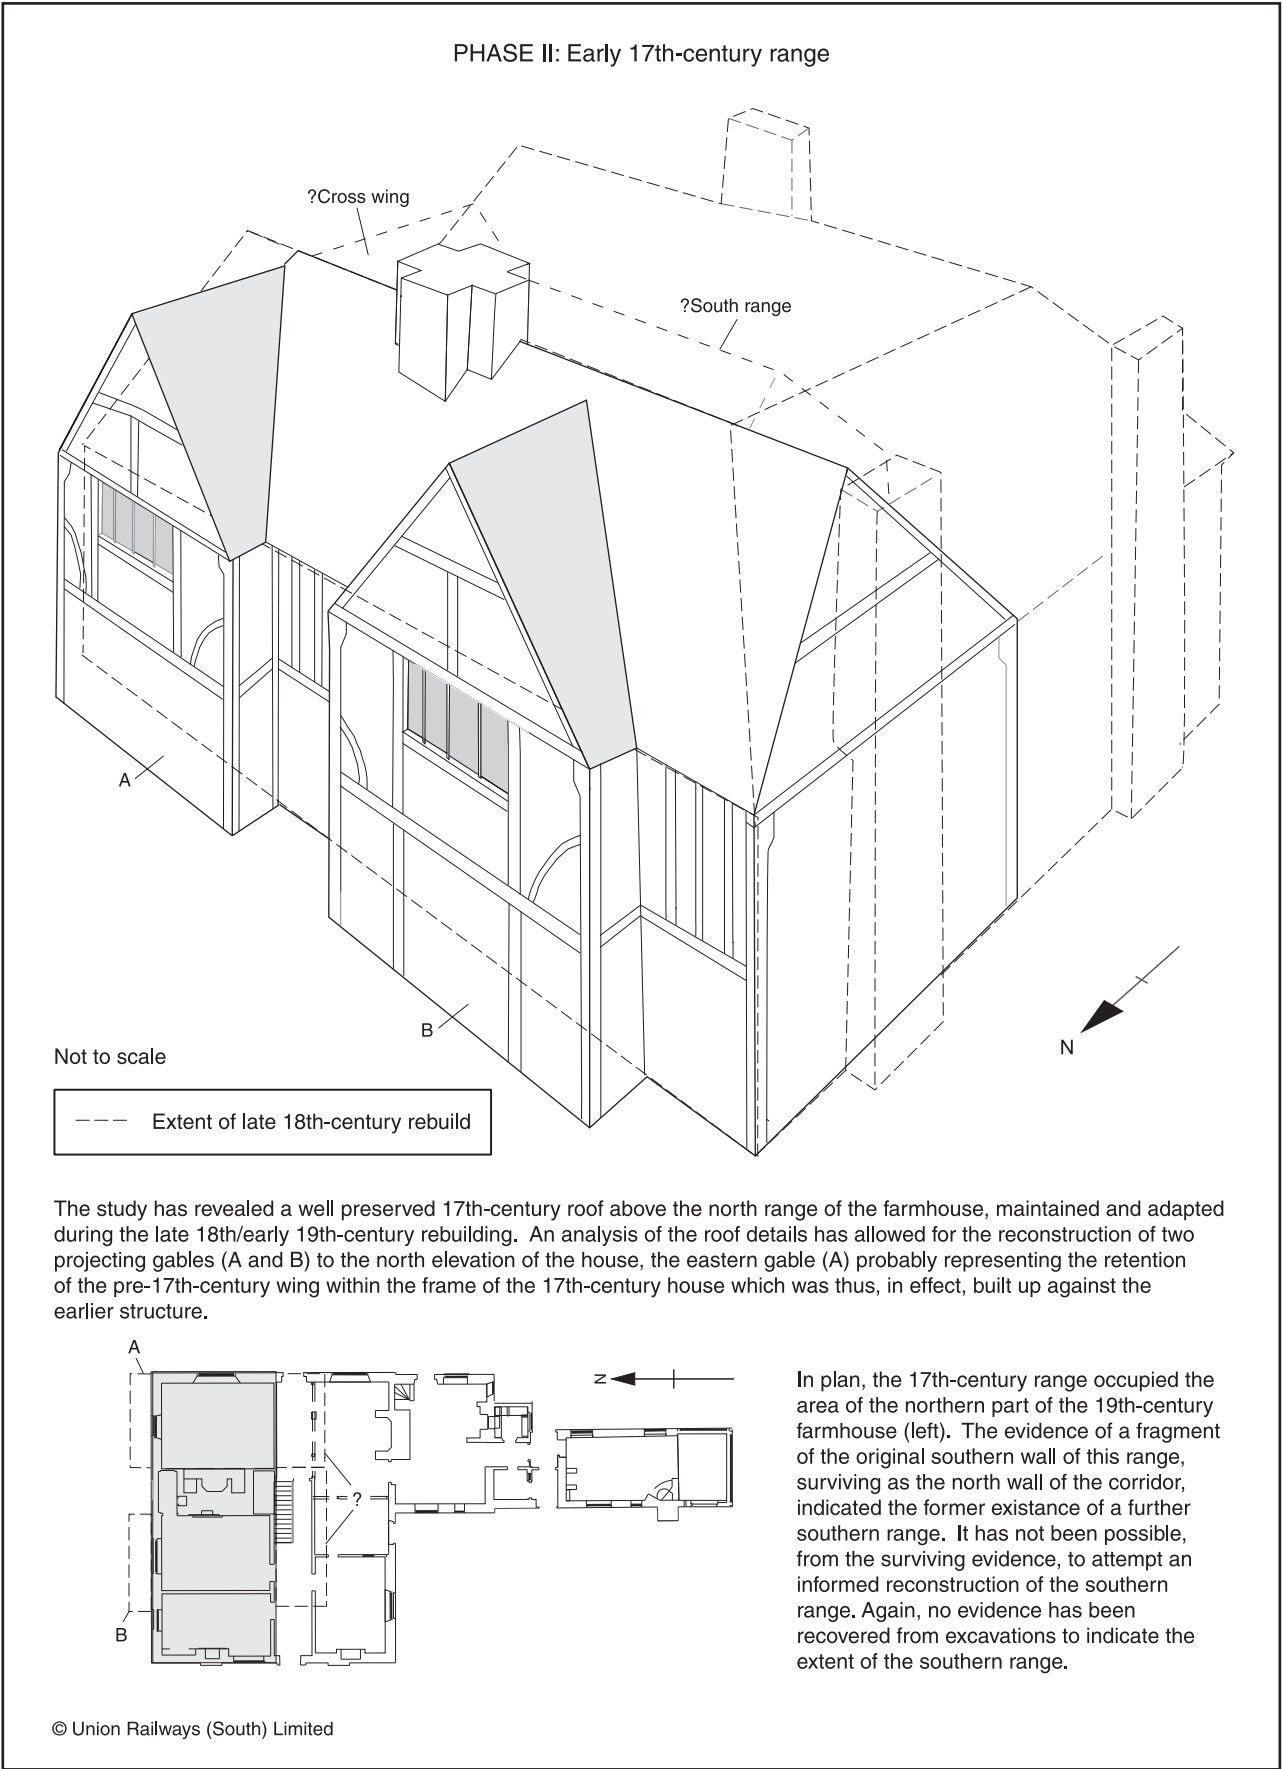 PHASE II: Early 17th-century range
?Cross wing
?South range
A
B
N
Not to scale
Extent of late 18th-century rebuild
The study has revealed a well preserved 17th-century roof above the north range of the farmhouse, maintained and adapted
during the late 18th/early 19th-century rebuilding. An analysis of the roof details has allowed for the reconstruction of two
projecting gables (A and B) to the north elevation of the house, the eastern gable (A) probably representing the retention
of the pre-17th-century wing within the frame of the 17th-century house which was thus, in effect, built up against the
earlier structure.
A
N
?
B
In plan, the 17th-century range occupied the
area of the northern part of the 19th-century
farmhouse (left). The evidence of a fragment
of the original southern wall of this range,
surviving as the north wall of the corridor,
indicated the former existance of a further
southern range. It has not been possible,
from the surviving evidence, to attempt an
informed reconstruction of the southern
range. Again, no evidence has been
recovered from excavations to indicate the
extent of the southern range.
© Union Railways (South) Limited